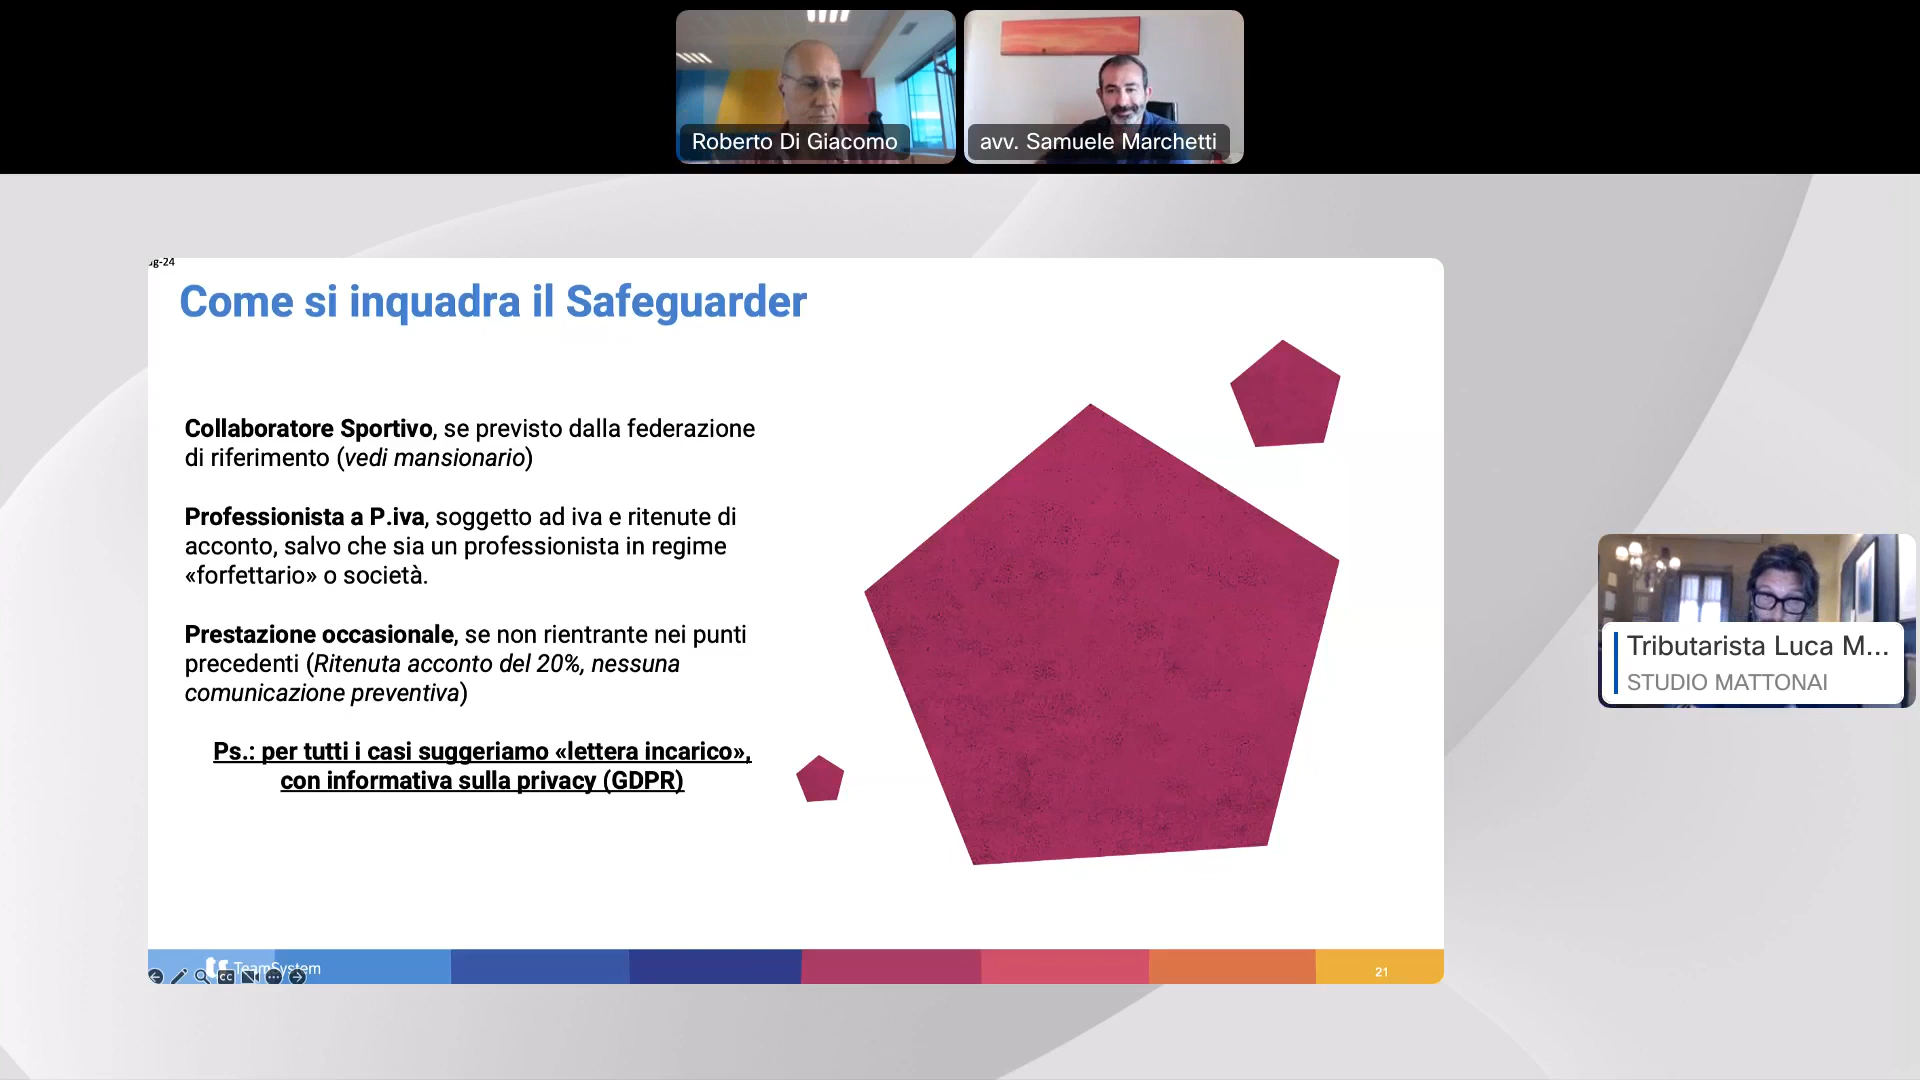 Roberto Di Giacomo
avv. Samuele Marchetti
g-24
Come si inquadra il Safeguarder
Collaboratore Sportivo, se previsto dalla federazione
di riferimento (vedi mansionario)
Professionista a P.iva, soggetto ad iva e ritenute di
acconto, salvo che sia un professionista in regime
«forfettario» o società.
Prestazione occasionale, se non rientrante nei punti
precedenti (Ritenuta acconto del 20%, nessuna
comunicazione preventiva)
Ps.: per tutti i casi suggeriamo «lettera incarico»,
con informativa sulla privacy (GDPR)
Tributarista Luca M...
STUDIO MATTONAI
TeamSystem
CC
21